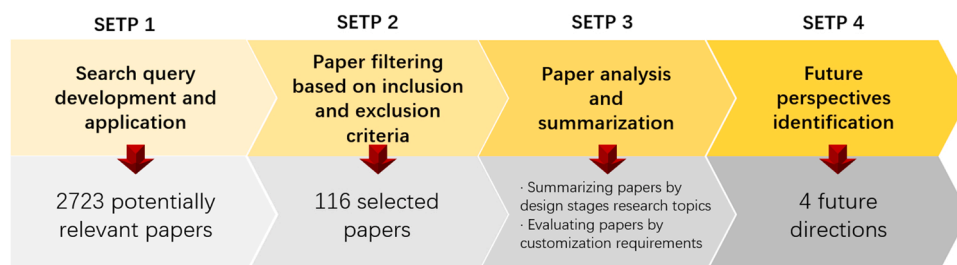 SETP 1
Search query
development and
application
2723 potentially
relevant papers
SETP 2
Paper filtering
based on inclusion
and exclusion
criteria
116 selected
papers
SETP 3
Paper analysis
and
summarization
· Summarizing papers by
design stages research topics
· Evaluating papers by
customization requirements
SETP 4
Future
perspectives
identification
4 future
directions